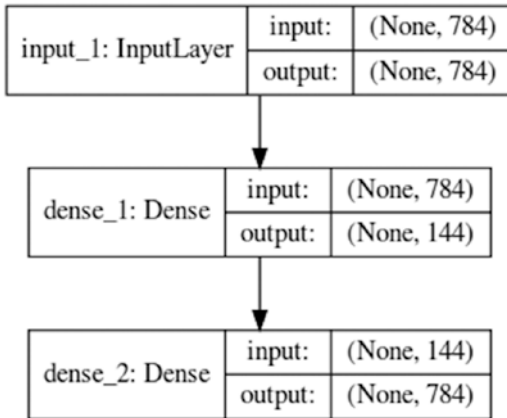 input_1: InputLayer
input: (None, 784)
output: (None, 784)
dense_1: Dense
input: (None, 784)
output: (None, 144)
dense_2: Dense
input: (None, 144)
output: (None, 784)